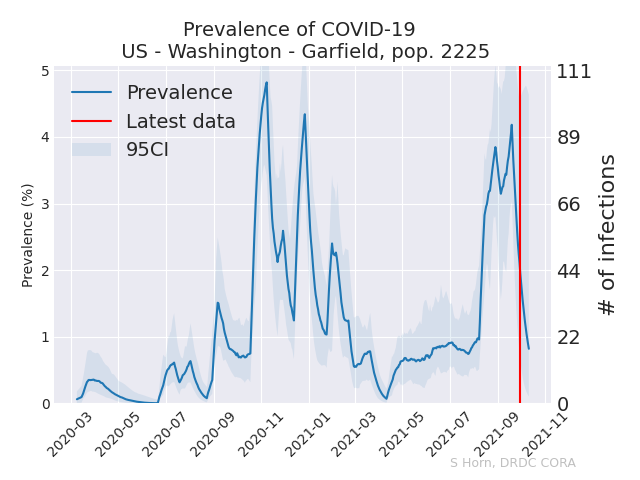 Prevalence of COVID-19
US - Washington - Garfield, pop. 2225
Prevalence
Latest data
95CI
Prevalence (%)
5
4
3
2
1
0
# of infections
111
89
66
44
22
0
2020-03
2020-05
2020-07
2020-09
2020-11
2021-01
2021-03
2021-05
2021-07
2021-09
2021-11
S Horn, DRDC CORA